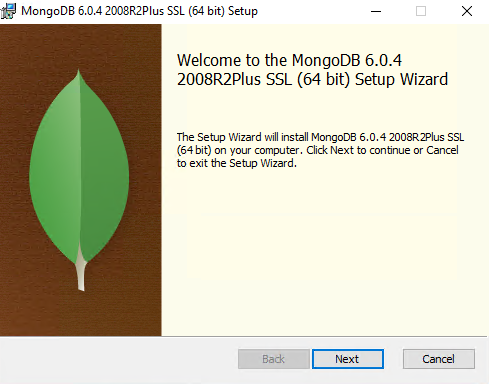 MongoDB 6.0.4 2008R2Plus SSL (64 bit) Setup
Welcome to the MongoDB 6.0.4
2008R2Plus SSL (64 bit) Setup Wizard
The Setup Wizard will install MongoDB 6.0.4 2008R2Plus SSL
(64 bit) on your computer. Click Next to continue or Cancel
to exit the Setup Wizard.
Back
Next
Cancel